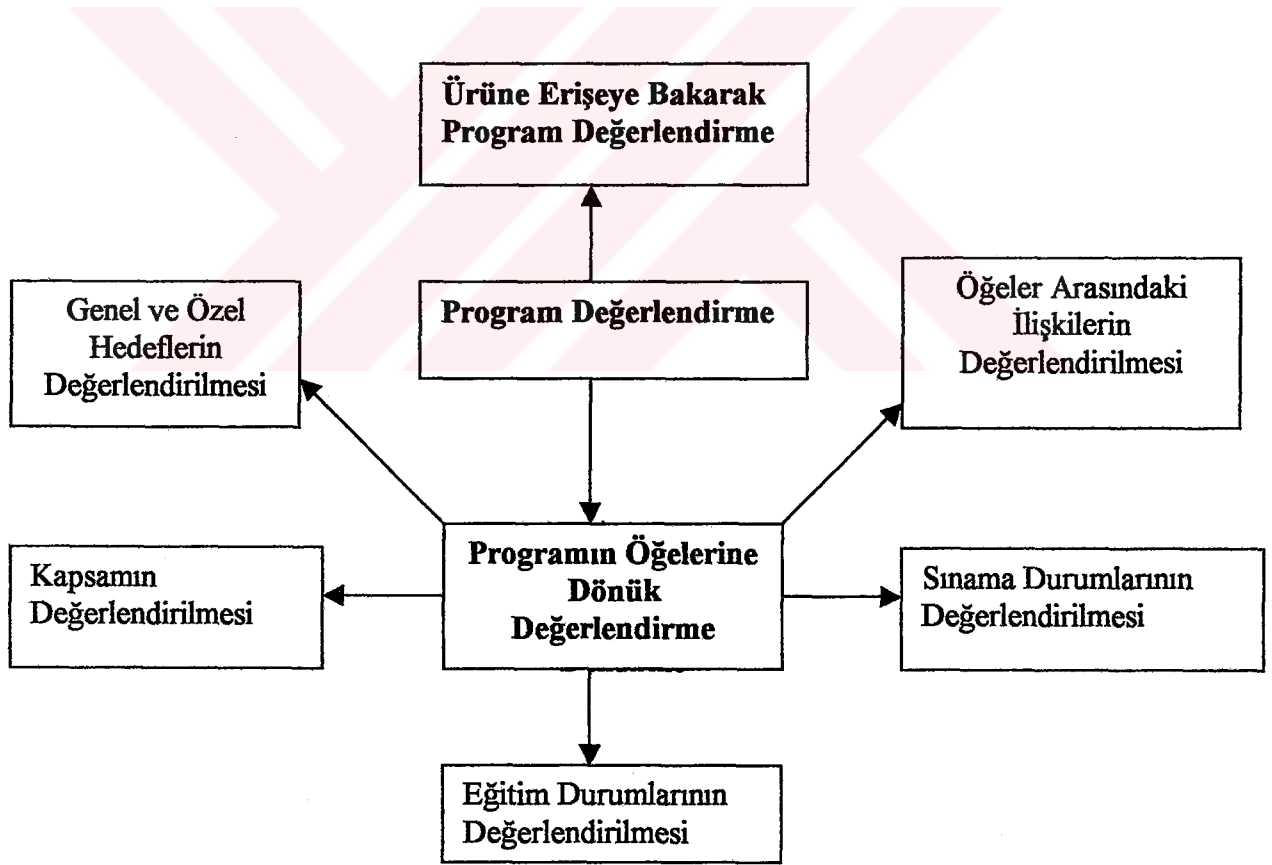 Ürüne Erişeye Bakarak
Program Değerlendirme
Genel ve Özel
Hedeflerin
Değerlendirilmesi
Program Değerlendirme
Öğeler Arasındaki
İlişkilerin
Değerlendirilmesi
Kapsamın
Değerlendirilmesi
Programın Öğelerine
Dönük
Değerlendirme
Sınama Durumlarının
Değerlendirilmesi
Eğitim Durumlarının
Değerlendirilmesi